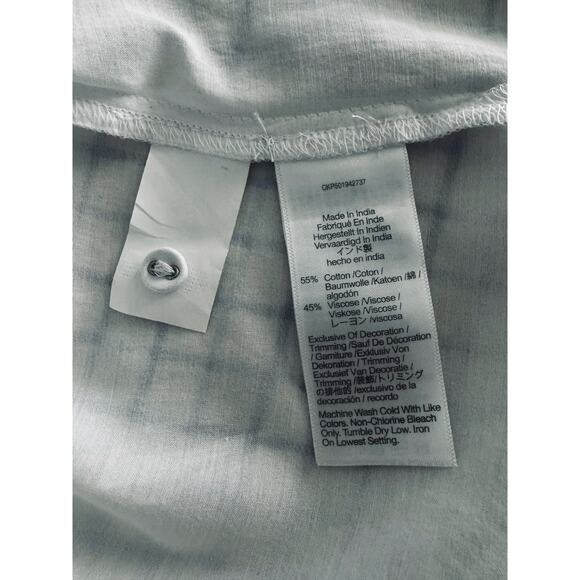 CKP501942737
Made In India
Fabriqué En Inde
Hergestellt In Indien
Vervaardigd In India
インド製
hecho en india
55% Cotton /Coton /
Baumwolle /Katoen /綿 /
algodón
45% Viscose /Viscose /
Viskose /Viscose /
レーヨン /viscosa
Exclusive Of Decoration /
Trimming /Sauf De Décoration
/ Garniture /Exklusiv Von
Dekoration / Trimming /
Exclusief Van Decoratie /
Trimming /装飾/トリミング
の排他的 /exclusivo de la
decoración / recordo
Machine Wash Cold With Like
Colors. Non-Chlorine Bleach
Only. Tumble Dry Low. Iron
On Lowest Setting.